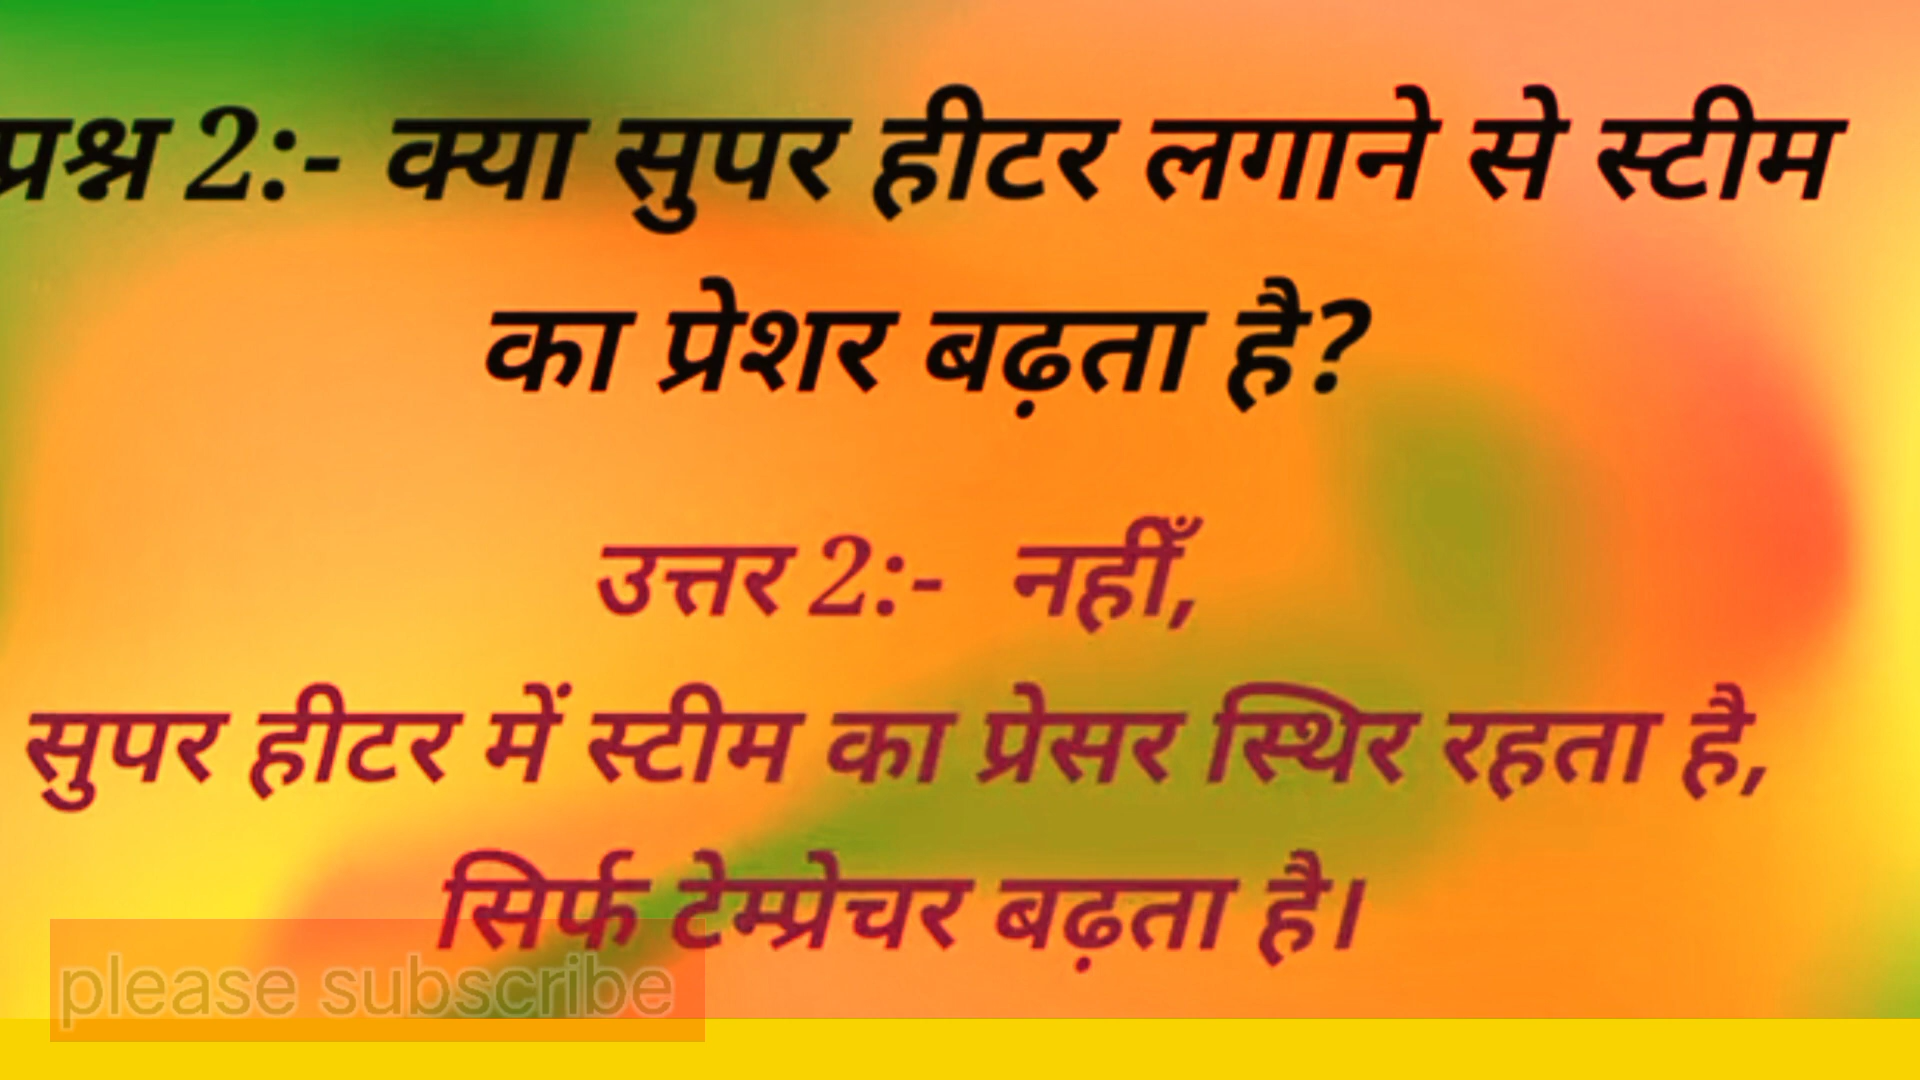 प्रश्न 2:- क्या सुपर हीटर लगाने से स्टीम
का प्रेशर बढ़ता है?
उत्तर 2:- नहीँ,
सुपर हीटर में स्टीम का प्रेसर स्थिर रहता है,
सिर्फ टेम्प्रेचर बढ़ता है।
please subscribe